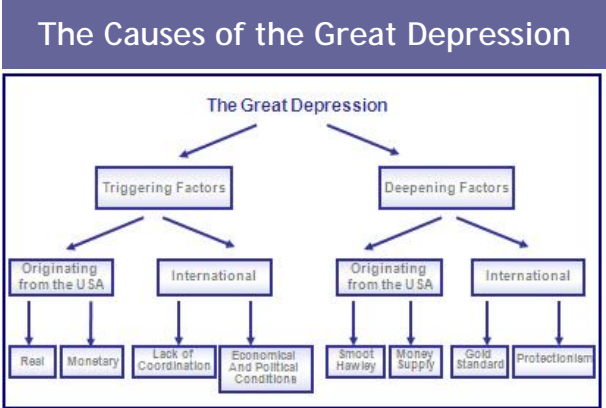 The Causes of the Great Depression
The Great Depression
Triggering Factors
Deepening Factors
Originating
from the USA
International
Originating
from the USA
International
Real
Monetary
Lack of
Coordination
Economical
And Political
Conditions
Smoot
Hawley
Money
Supply
Gold
Standard
Protectionism